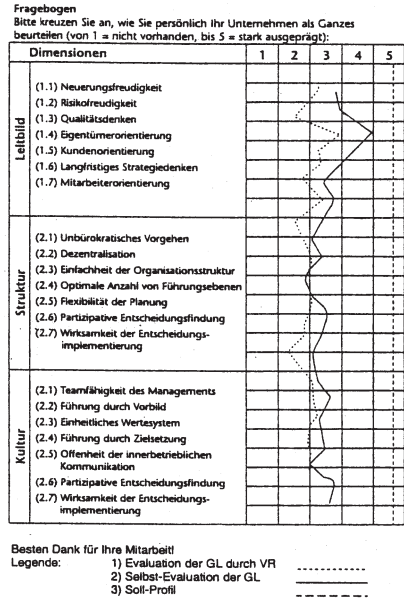 Fragebogen
Bitte kreuzen Sie an, wie Sie persönlich Ihr Unternehmen als Ganzes
beurteilen (von 1 = nicht vorhanden, bis 5 = stark ausgeprägt):
Dimensionen 1 2 3 4 5
Leitbild
(1.1) Neuerungsfreudigkeit
(1.2) Risikofreudigkeit
(1.3) Qualitätsdenken
(1.4) Eigentümerorientierung
(1.5) Kundenorientierung
(1.6) Langfristiges Strategiedenken
(1.7) Mitarbeiterorientierung
Struktur
(2.1) Unbürokratisches Vorgehen
(2.2) Dezentralisation
(2.3) Einfachheit der Organisationsstruktur
(2.4) Optimale Anzahl von Führungsebenen
(2.5) Flexibilität der Planung
(2.6) Partizipative Entscheidungsfindung
(2.7) Wirksamkeit der Entscheidungs-
implementierung
Kultur
(2.1) Teamfähigkeit des Managements
(2.2) Führung durch Vorbild
(2.3) Einheitliches Wertesystem
(2.4) Führung durch Zielsetzung
(2.5) Offenheit der innerbetrieblichen
Kommunikation
(2.6) Partizipative Entscheidungsfindung
(2.7) Wirksamkeit der Entscheidungs-
implementierung
Besten Dank für Ihre Mitarbeit!
Legende: 1) Evaluation der GL durch VR
2) Selbst-Evaluation der GL
3) Soll-Profil